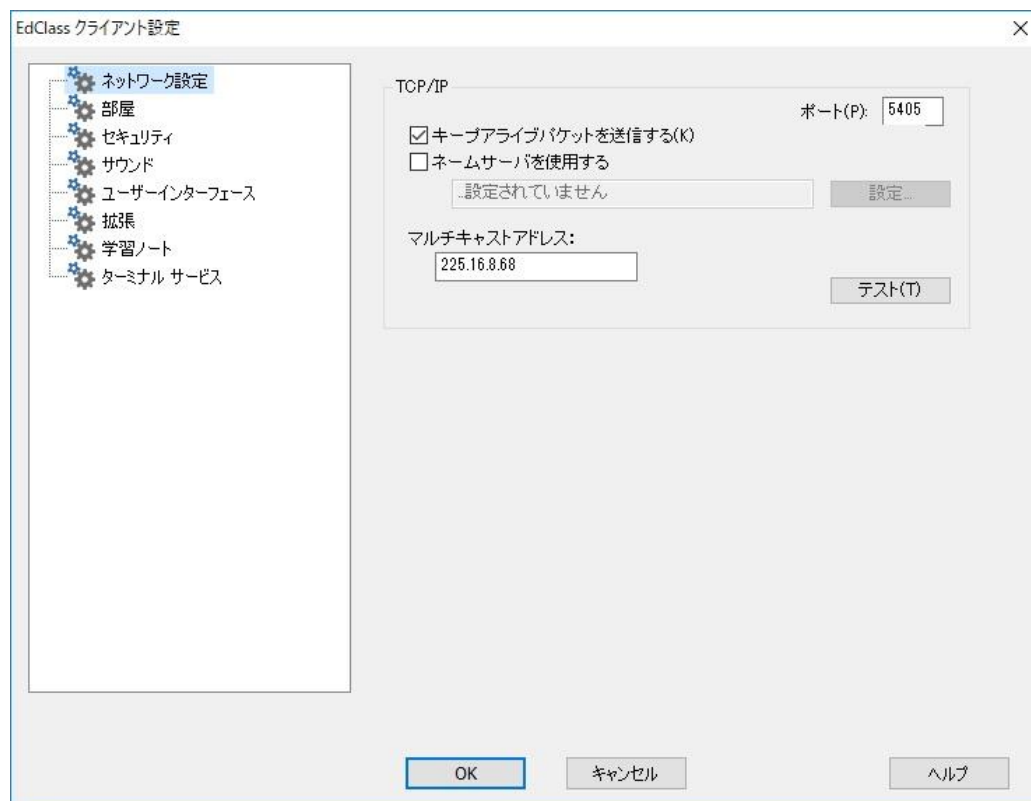 EdClass クライアント設定
ネットワーク設定
部屋
セキュリティ
サウンド
ユーザーインターフェース
拡張
学習ノート
ターミナル サービス
TCP/IP
ポート(P): 5405
キープアライブパケットを送信する(K)
ネームサーバを使用する
..設定されていません
設定...
マルチキャストアドレス:
225.16.8.68
テスト(T)
OK
キャンセル
ヘルプ